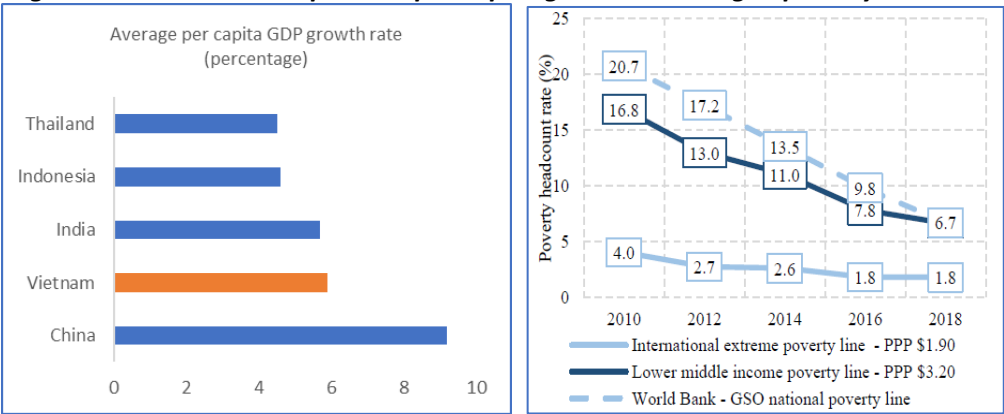 Average per capita GDP growth rate
(percentage)
Thailand
Indonesia
India
Vietnam
China
0 2 4 6 8 10
Poverty headcount rate (%)
25
20
15
10
5
0
20.7
17.2
13.5
9.8
16.8
13.0
11.0
7.8
6.7
4.0
2.7
2.6
1.8
1.8
2010 2012 2014 2016 2018
International extreme poverty line - PPP $1.90
Lower middle income poverty line - PPP $3.20
World Bank - GSO national poverty line